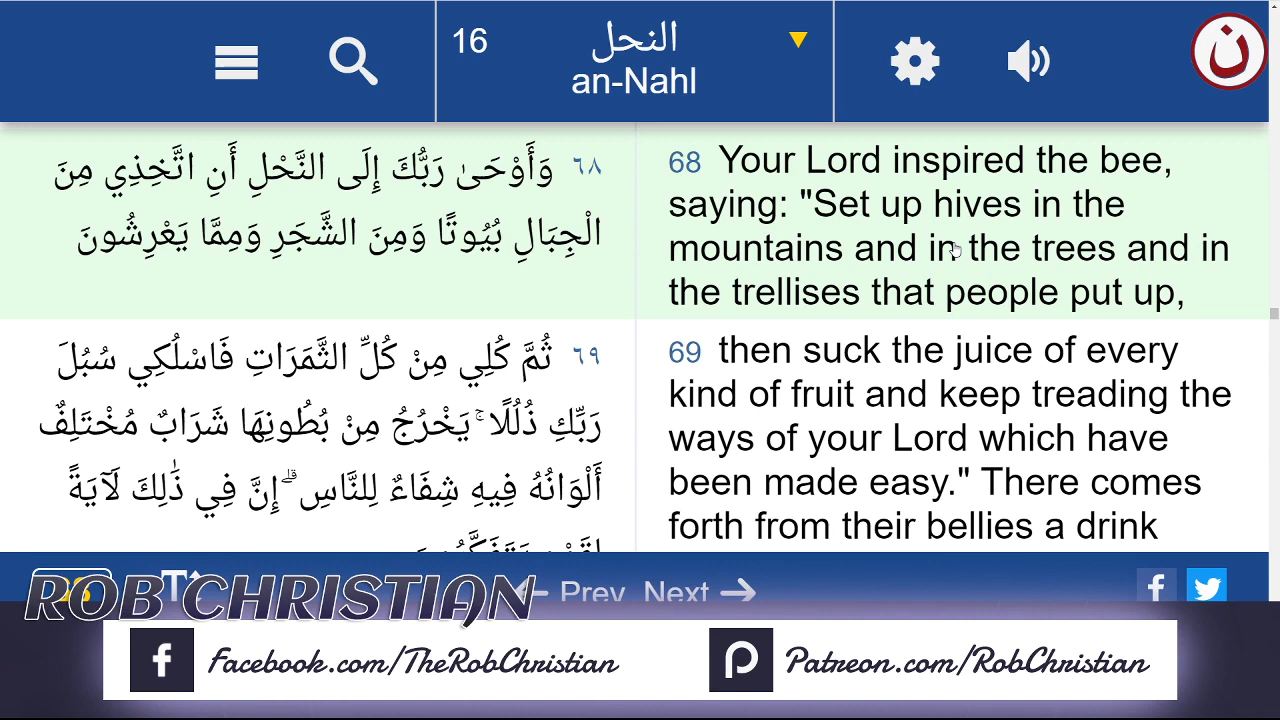 16
النحل
an-Nahl
ن
٦٨ وَأَوْحَىٰ رَبُّكَ إِلَى النَّحْلِ أَنِ اتَّخِذِي مِنَ
الْجِبَالِ بُيُوتًا وَمِنَ الشَّجَرِ وَمِمَّا يَعْرِشُونَ
68 Your Lord inspired the bee,
saying: "Set up hives in the
mountains and in the trees and in
the trellises that people put up,
٦٩ ثُمَّ كُلِي مِنْ كُلِّ الثَّمَرَاتِ فَاسْلُكِي سُبُلَ
رَبِّكِ ذُلُلًا ۚ يَخْرُجُ مِنْ بُطُونِهَا شَرَابٌ مُخْتَلِفٌ
أَلْوَانُهُ فِيهِ شِفَاءٌ لِلنَّاسِ ۗ إِنَّ فِي ذَٰلِكَ لَآيَةً
69 then suck the juice of every
kind of fruit and keep treading the
ways of your Lord which have
been made easy." There comes
forth from their bellies a drink
Prev Next
ROB CHRISTIAN
Facebook.com/TheRobChristian
Patreon.com/RobChristian